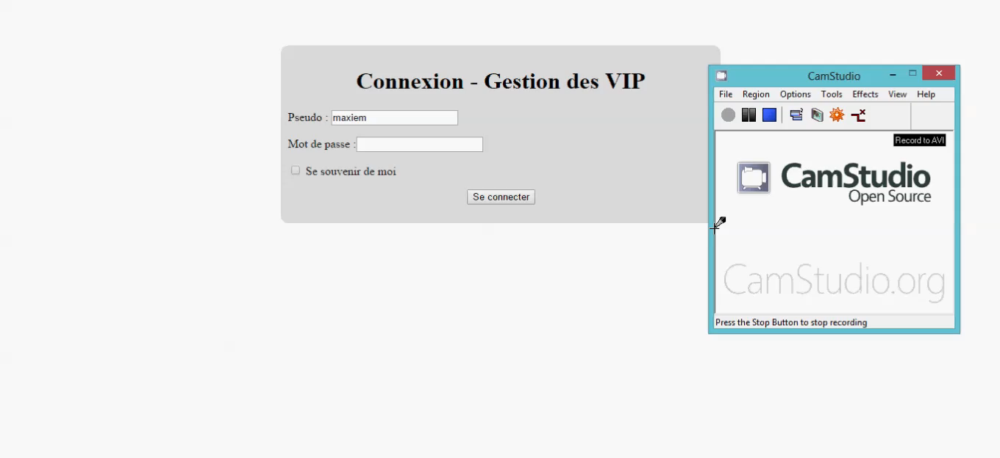 Connexion - Gestion des VIP
Pseudo : maxiem
Mot de passe :
Se souvenir de moi
Se connecter
CamStudio
File Region Options Tools Effects View Help
Record to AVI
CamStudio
Open Source
CamStudio.org
Press the Stop Button to stop recording